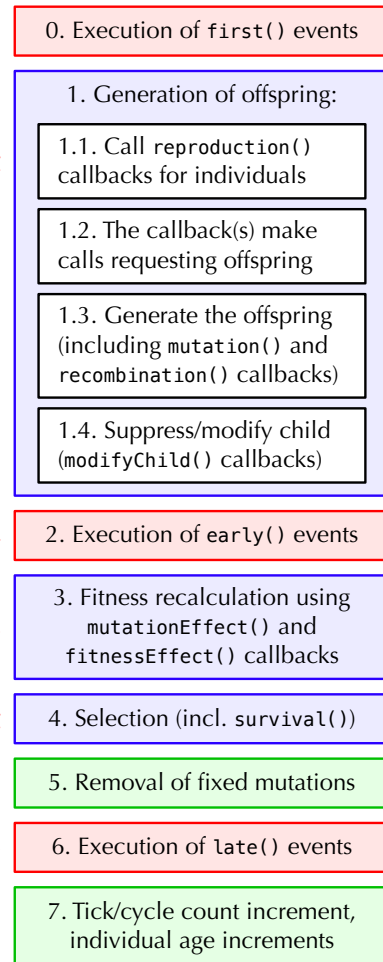 0. Execution of first() events
1. Generation of offspring:
1.1. Call reproduction()
callbacks for individuals
1.2. The callback(s) make
calls requesting offspring
1.3. Generate the offspring
(including mutation() and
recombination() callbacks)
1.4. Suppress/modify child
(modifyChild() callbacks)
2. Execution of early() events
3. Fitness recalculation using
mutationEffect() and
fitnessEffect() callbacks
4. Selection (incl. survival())
5. Removal of fixed mutations
6. Execution of late() events
7. Tick/cycle count increment,
individual age increments